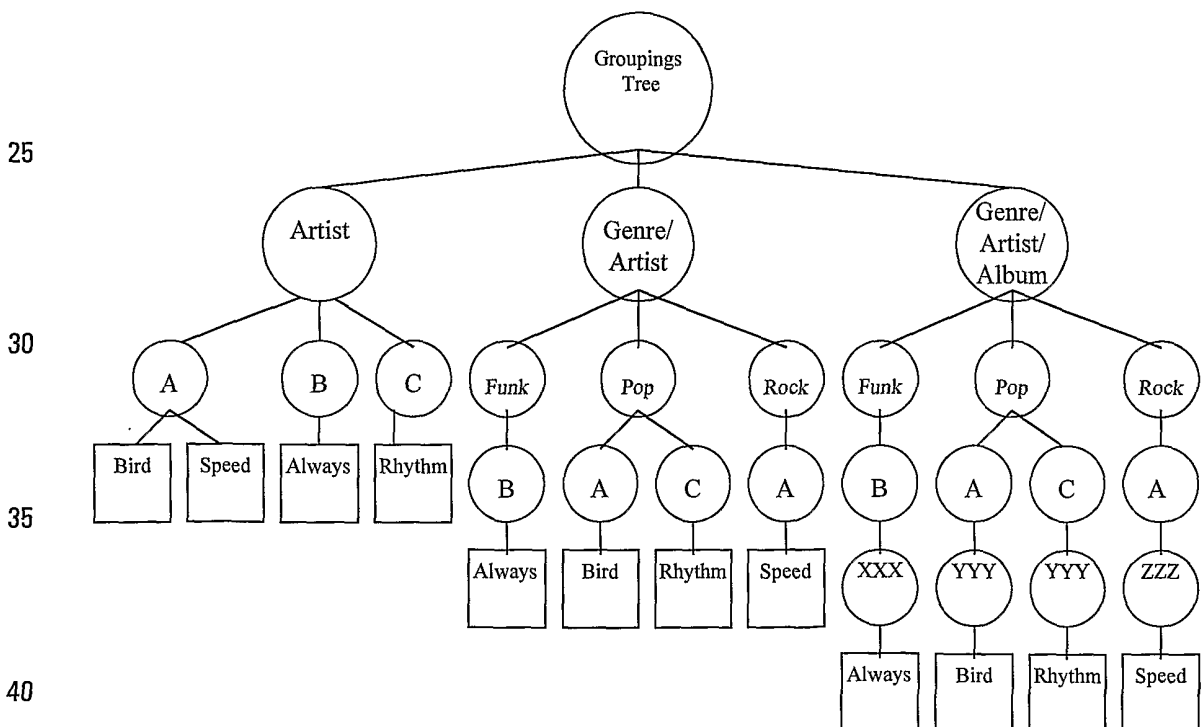 Groupings
Tree
25
Artist
Genre/
Artist
Genre/
Artist/
Album
30
A
B
C
Funk
Pop
Rock
Funk
Pop
Rock
Bird
Speed
Always
Rhythm
B
A
C
A
B
A
C
A
35
Always
Bird
Rhythm
Speed
XXX
YYY
YYY
ZZZ
Always
Bird
Rhythm
Speed
40